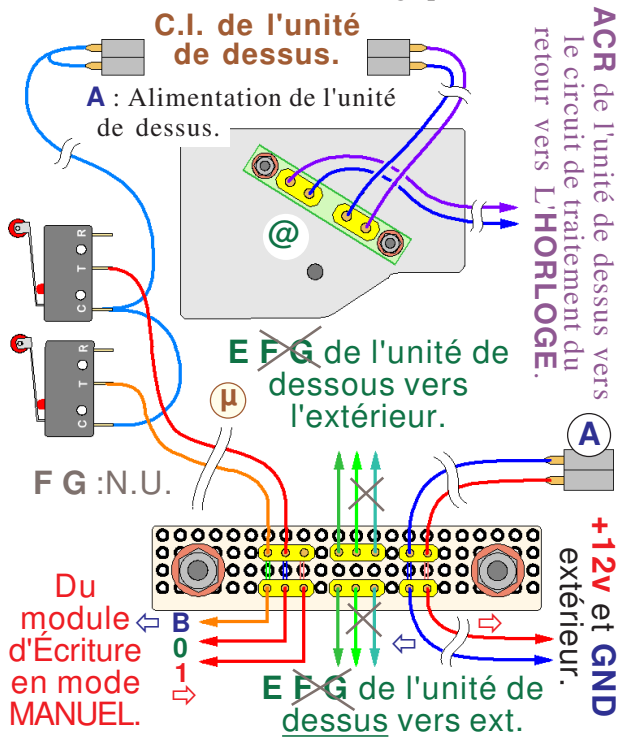 C.I. de l'unité
de dessus.
A : Alimentation de l'unité
de dessus.
ACR de l'unité de dessus vers
le circuit de traitement du
retour vers L'HORLOGE.
@
R
T
C
R
T
C
E F G de l'unité de
dessous vers
l'extérieur.
µ
A
F G :N.U.
+12v et GND
extérieur.
Du
module
d'Écriture
en mode
MANUEL.
B
0
1
E F G de l'unité de
dessus vers ext.